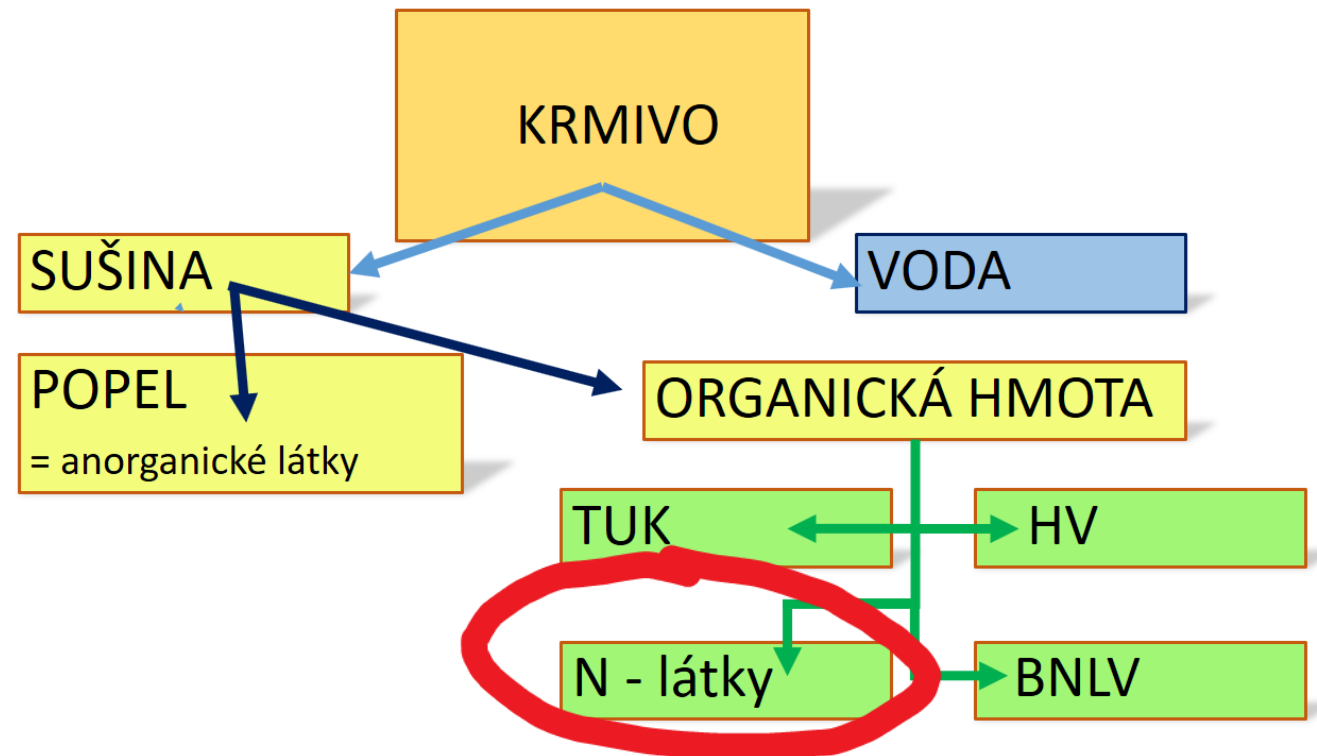 KRMIVO
SUŠINA
VODA
POPEL
= anorganické látky
ORGANICKÁ HMOTA
TUK
HV
N - látky
BNLV